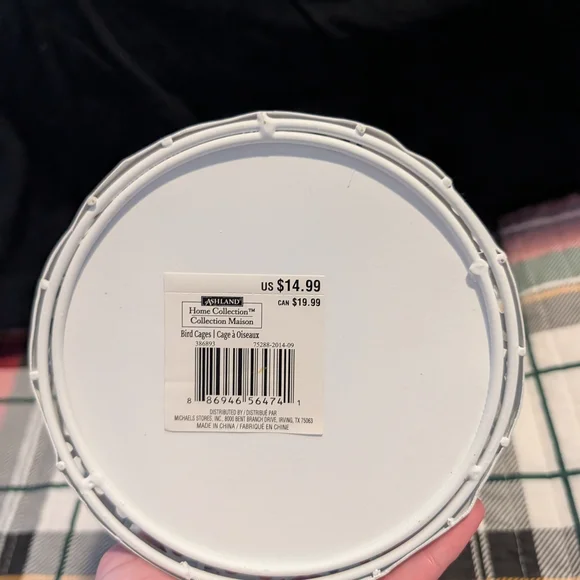 US $14.99
CAN $19.99
ASHLAND
Home Collection™
Collection Maison
Bird Cages | Cage à Oiseaux
386893 75288-2014-09
8 86946 56474 1
DISTRIBUTED BY / DISTRIBUÉ PAR
MICHAELS STORES, INC., 8000 BENT BRANCH DRIVE, IRVING, TX 75063
MADE IN CHINA / FABRIQUÉ EN CHINE